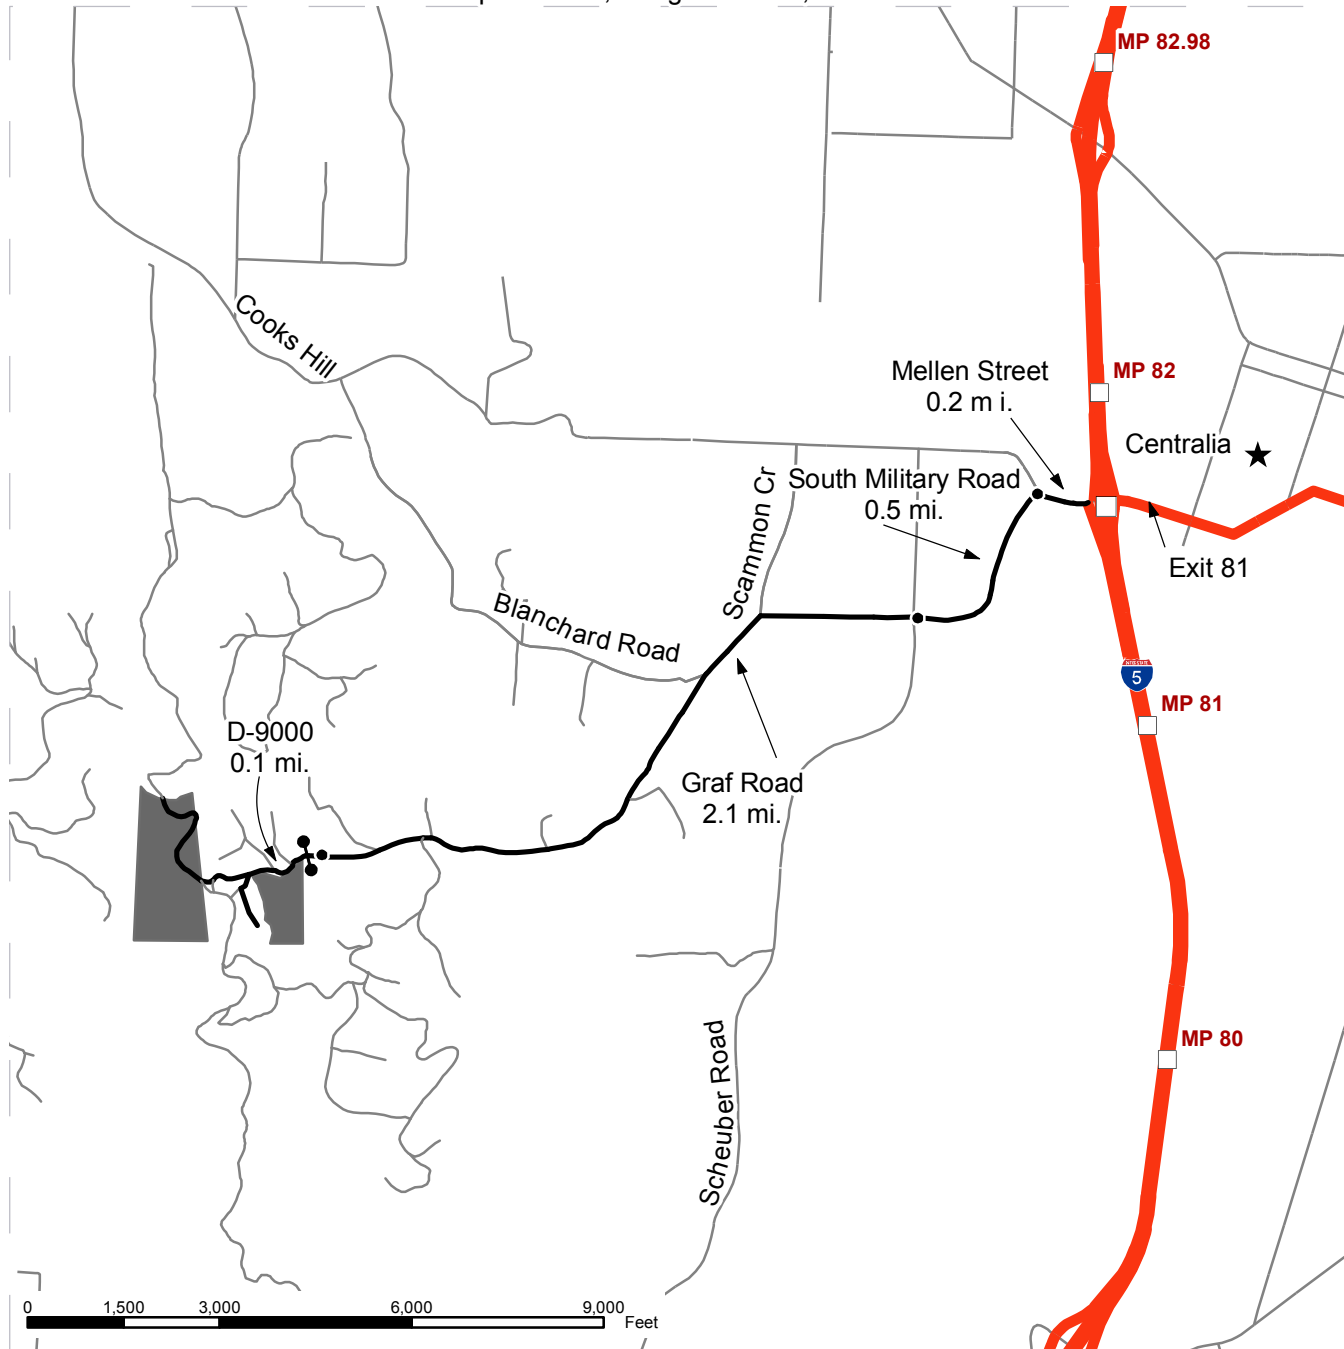 MP 82.98
Cooks Hill
MP 82
Mellen Street
0.2 m i.
Centralia
South Military Road
0.5 mi.
Scammon Cr
Exit 81
Blanchard Road
5
MP 81
D-9000
0.1 mi.
Graf Road
2.1 mi.
MP 80
Scheuber Road
0 1,500 3,000 6,000 9,000
Feet